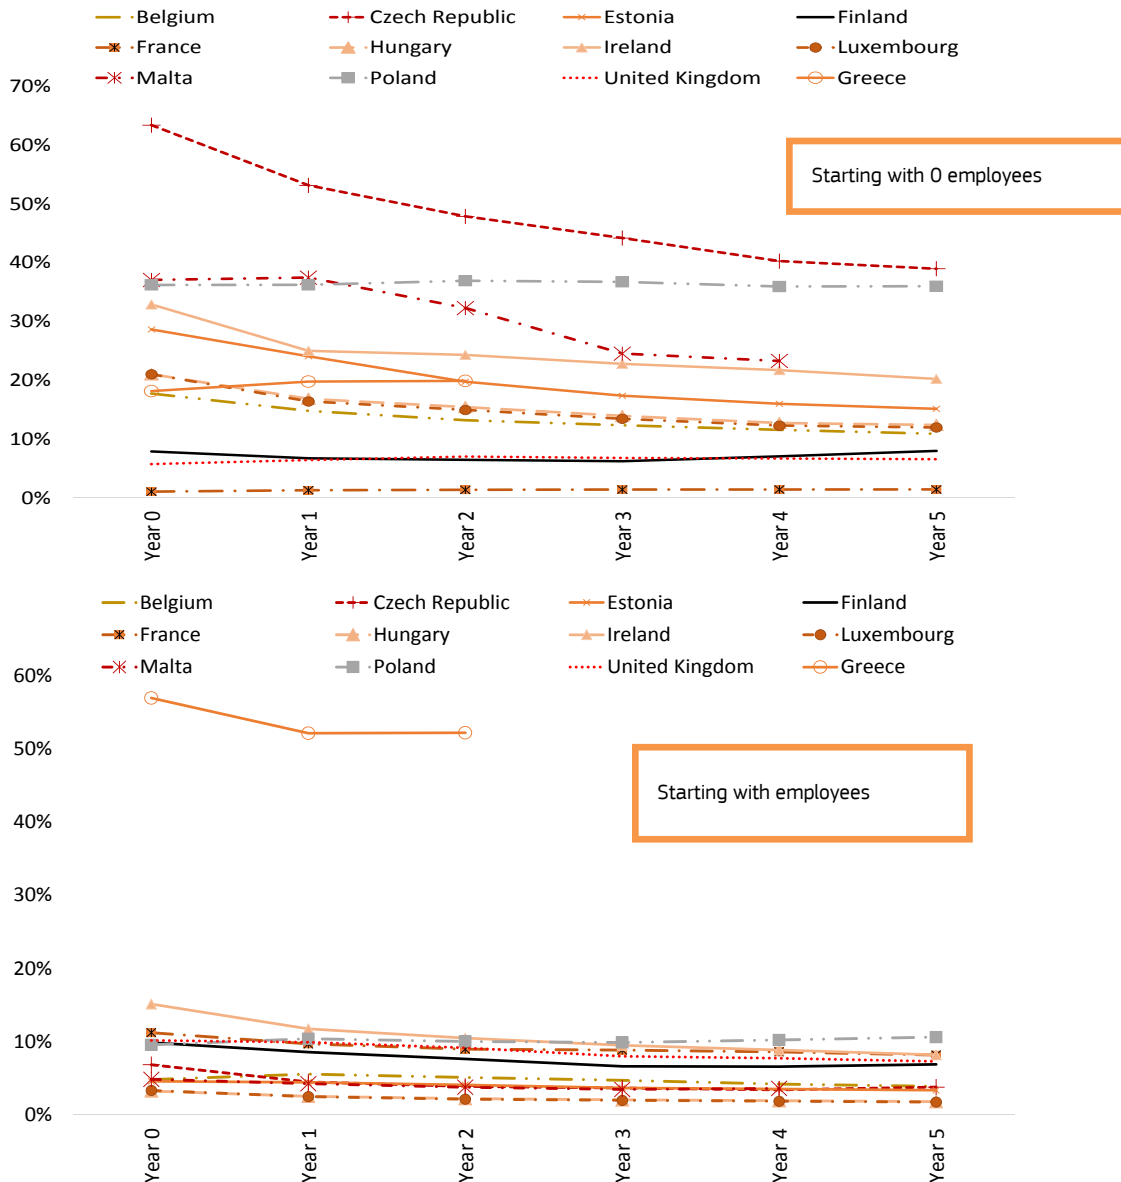 Belgium Czech Republic Estonia Finland
France Hungary Ireland Luxembourg
Malta Poland United Kingdom Greece
70%
60%
Starting with 0 employees
50%
40%
30%
20%
10%
0%
Year 0 Year 1 Year 2 Year 3 Year 4 Year 5
Belgium Czech Republic Estonia Finland
France Hungary Ireland Luxembourg
Malta Poland United Kingdom Greece
60%
50%
Starting with employees
40%
30%
20%
10%
0%
Year 0 Year 1 Year 2 Year 3 Year 4 Year 5